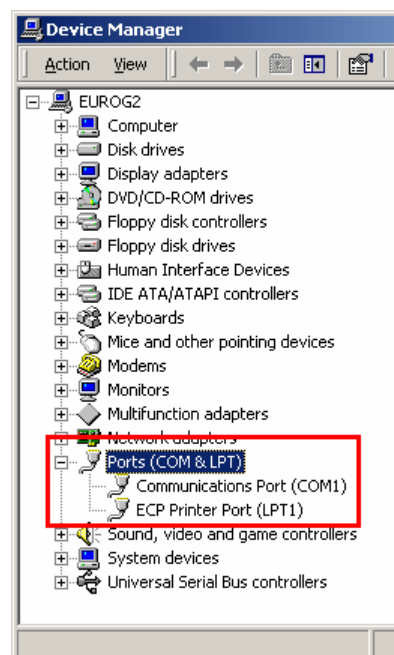 Device Manager
Action View
EUROG2
Computer
Disk drives
Display adapters
DVD/CD-ROM drives
Floppy disk controllers
Floppy disk drives
Human Interface Devices
IDE ATA/ATAPI controllers
Keyboards
Mice and other pointing devices
Modems
Monitors
Multifunction adapters
Network adapters
Ports (COM & LPT)
Communications Port (COM1)
ECP Printer Port (LPT1)
Sound, video and game controllers
System devices
Universal Serial Bus controllers